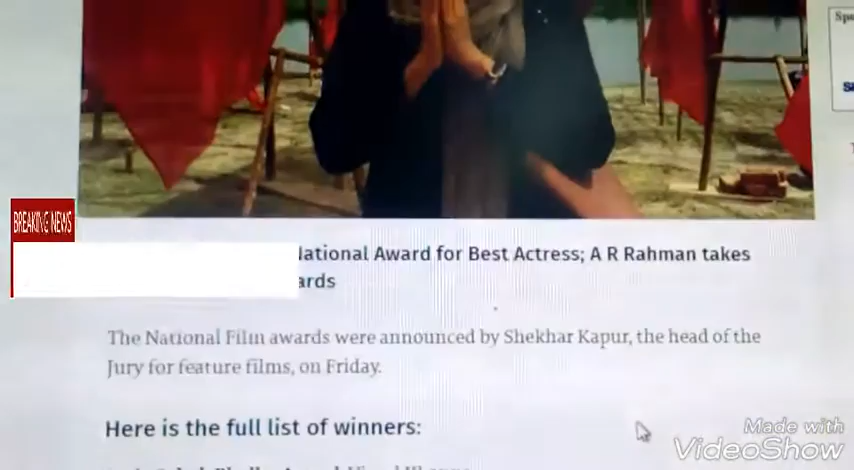 Spo
BREAKING NEWS
National Award for Best Actress; A R Rahman takes
ards
The National Film awards were announced by Shekhar Kapur, the head of the
Jury for feature films, on Friday.
Here is the full list of winners:
Made with
VideoShow